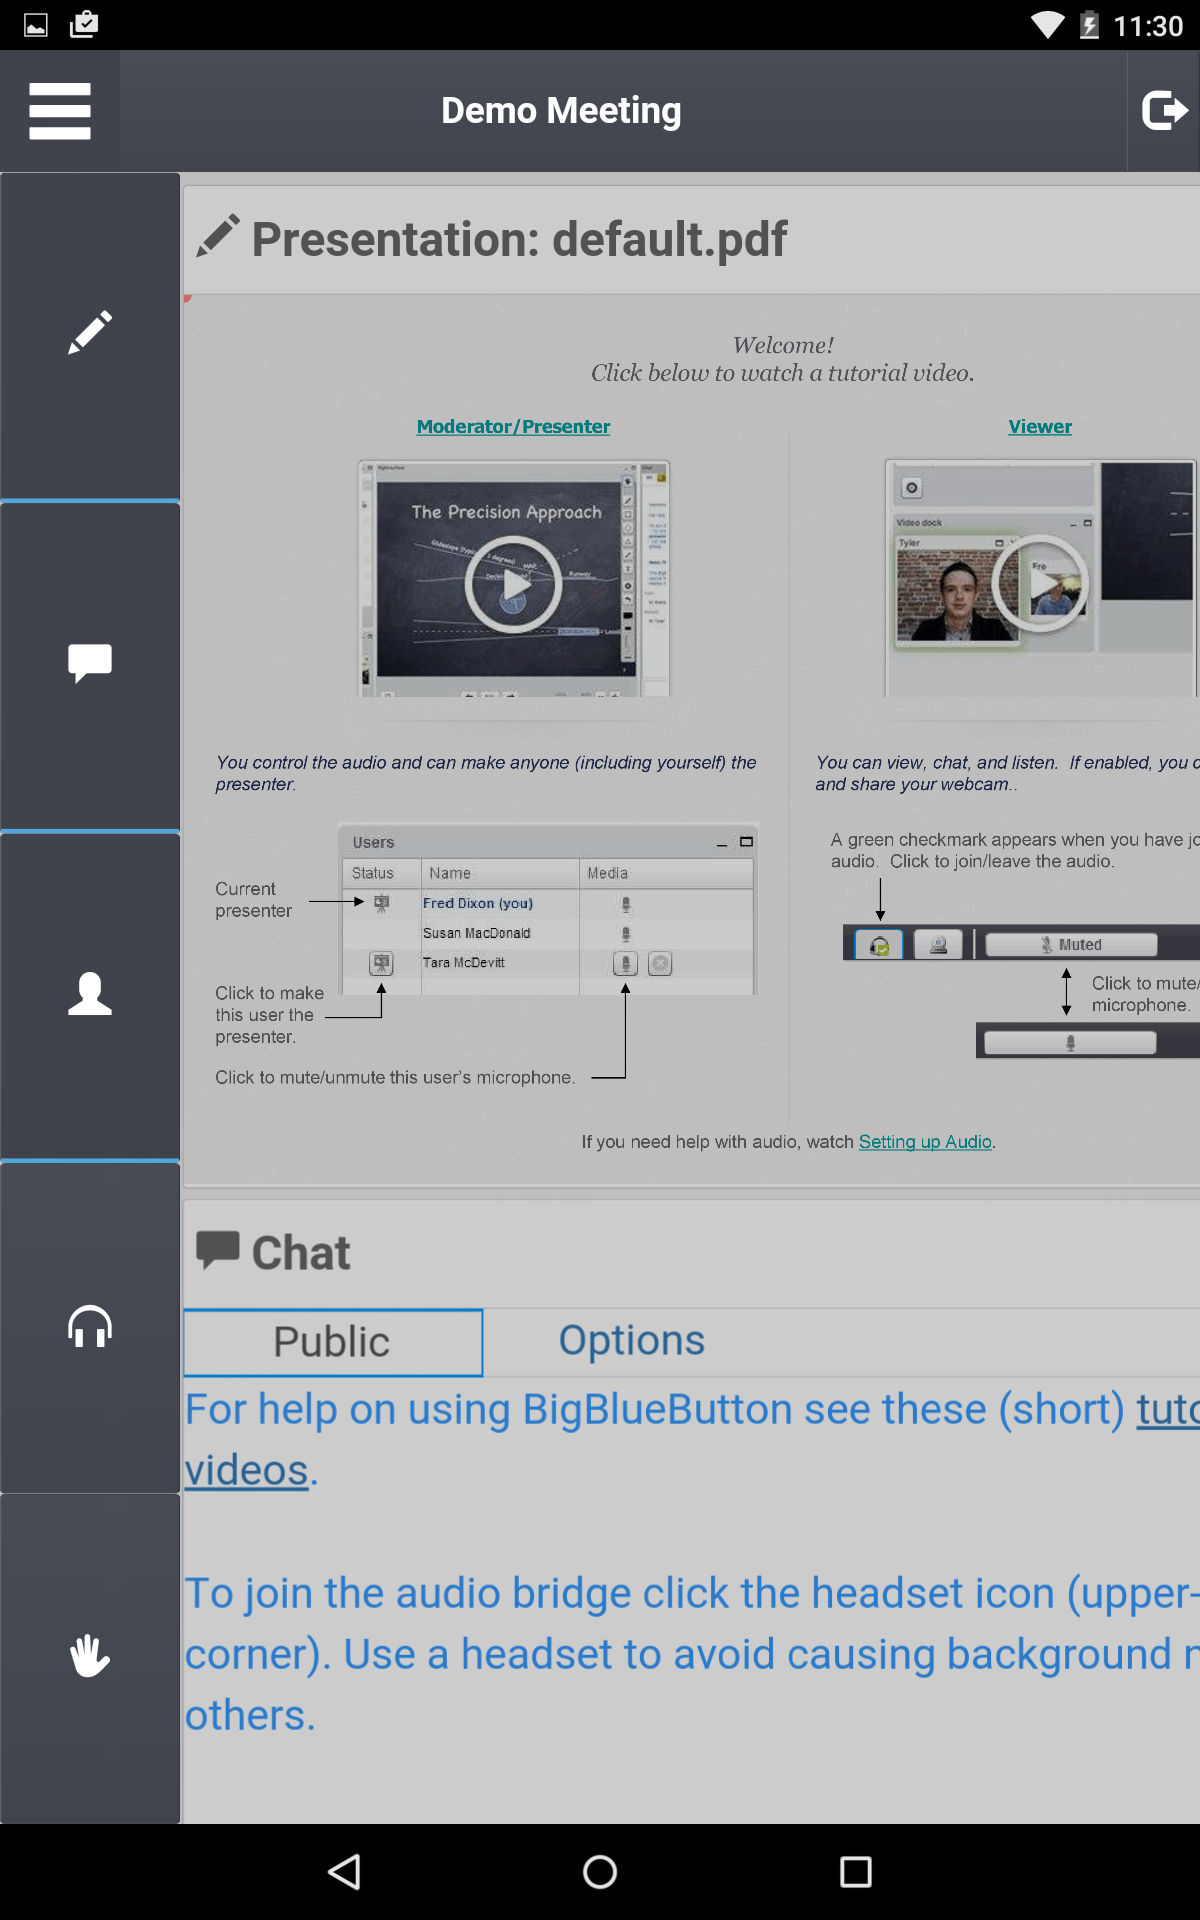 11:30
Demo Meeting
Presentation: default.pdf
Welcome!
Click below to watch a tutorial video.
Moderator/Presenter
Viewer
The Precision Approach
Runway
Video dock
Tyler
Fre
You control the audio and can make anyone (including yourself) the
presenter.
You can view, chat, and listen.  If enabled, you c
and share your webcam..
Users
Status Name Media
Fred Dixon (you)
Susan MacDonald
Tara McDevitt
Current
presenter
Click to make
this user the
presenter.
Click to mute/unmute this user's microphone.
A green checkmark appears when you have jo
audio.  Click to join/leave the audio.
Muted
Click to mute/
microphone.
If you need help with audio, watch Setting up Audio.
Chat
Public
Options
For help on using BigBlueButton see these (short) tuto
videos.
To join the audio bridge click the headset icon (upper-
corner). Use a headset to avoid causing background n
others.